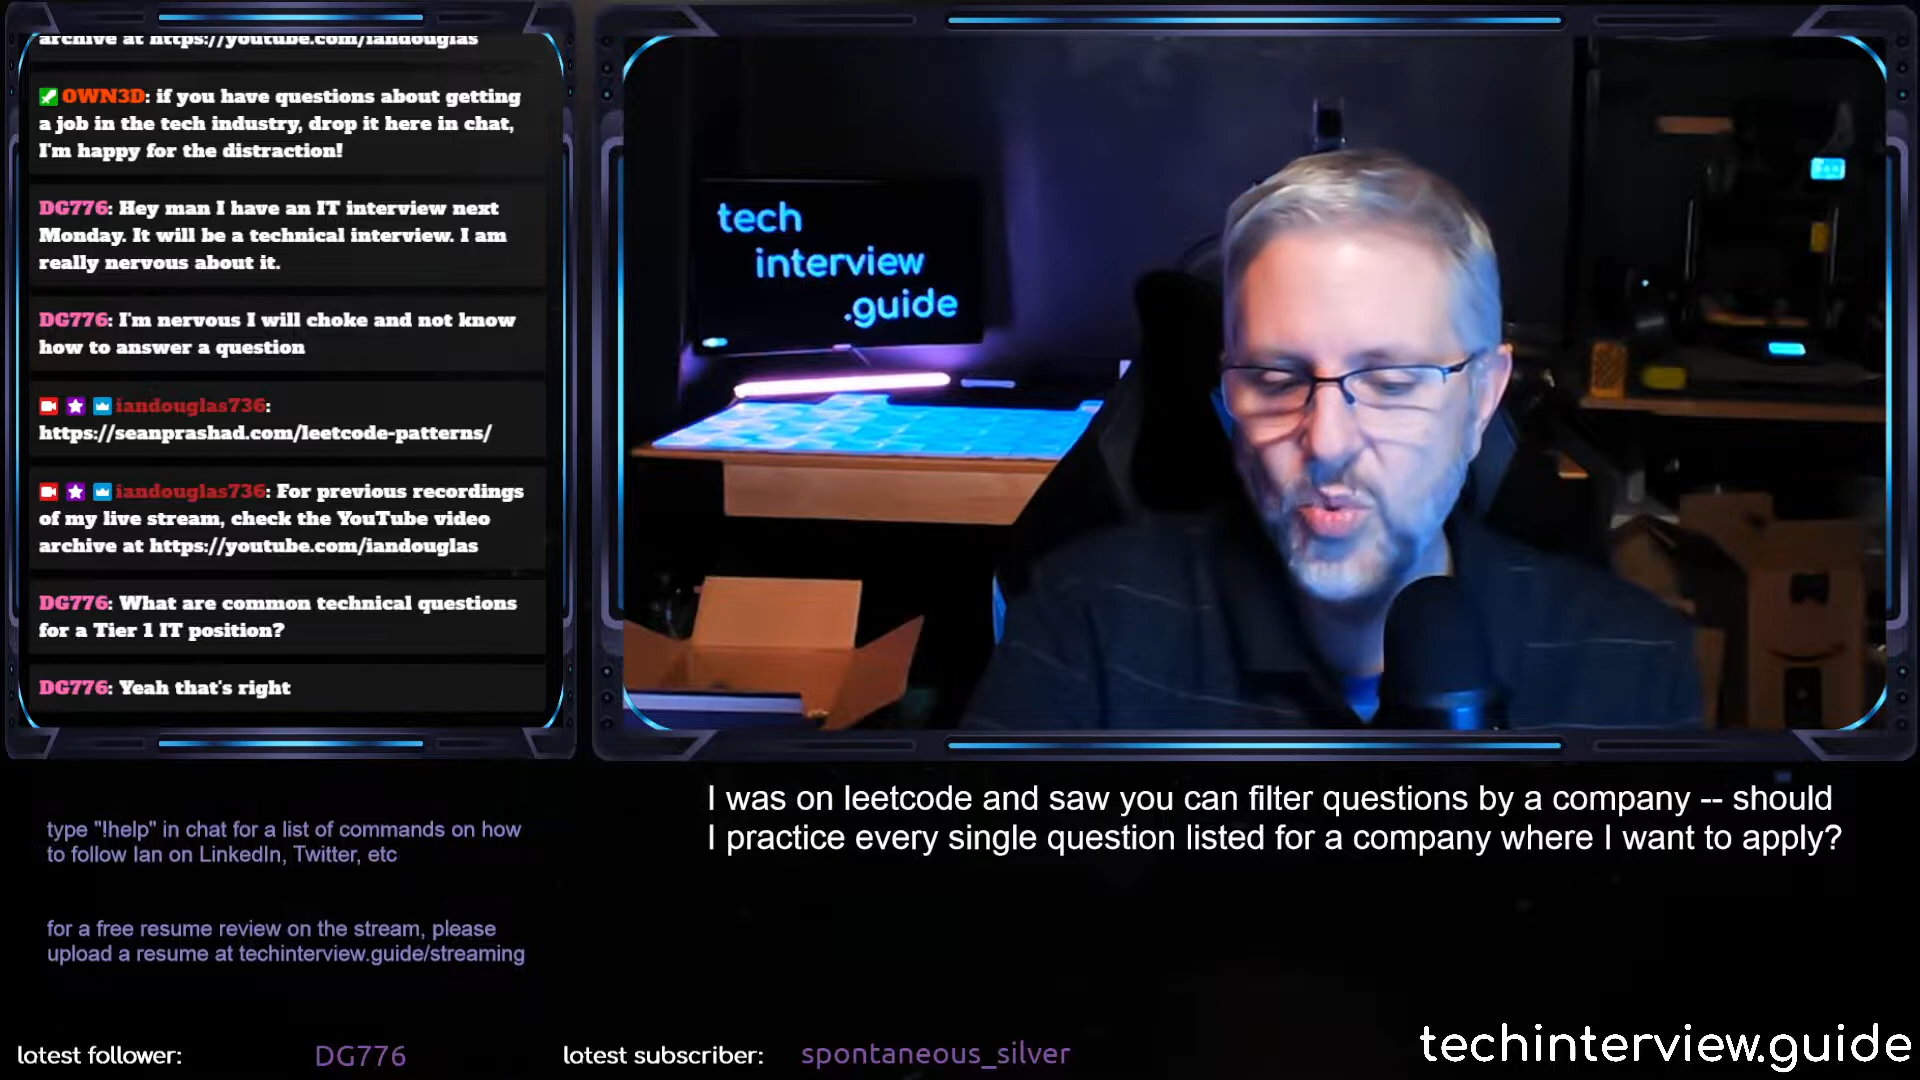 archive at https://youtube.com/iandouglas
OWN3D: if you have questions about getting
a job in the tech industry, drop it here in chat,
I'm happy for the distraction!
DG776: Hey man I have an IT interview next
Monday. It will be a technical interview. I am
really nervous about it.
DG776: I'm nervous I will choke and not know
how to answer a question
iandouglas736:
https://seanprashad.com/leetcode-patterns/
iandouglas736: For previous recordings
of my live stream, check the YouTube video
archive at https://youtube.com/iandouglas
DG776: What are common technical questions
for a Tier 1 IT position?
DG776: Yeah that's right
tech
interview
.guide
I was on leetcode and saw you can filter questions by a company -- should
I practice every single question listed for a company where I want to apply?
type "!help" in chat for a list of commands on how
to follow Ian on LinkedIn, Twitter, etc
for a free resume review on the stream, please
upload a resume at techinterview.guide/streaming
latest follower: DG776
latest subscriber: spontaneous_silver
techinterview.guide